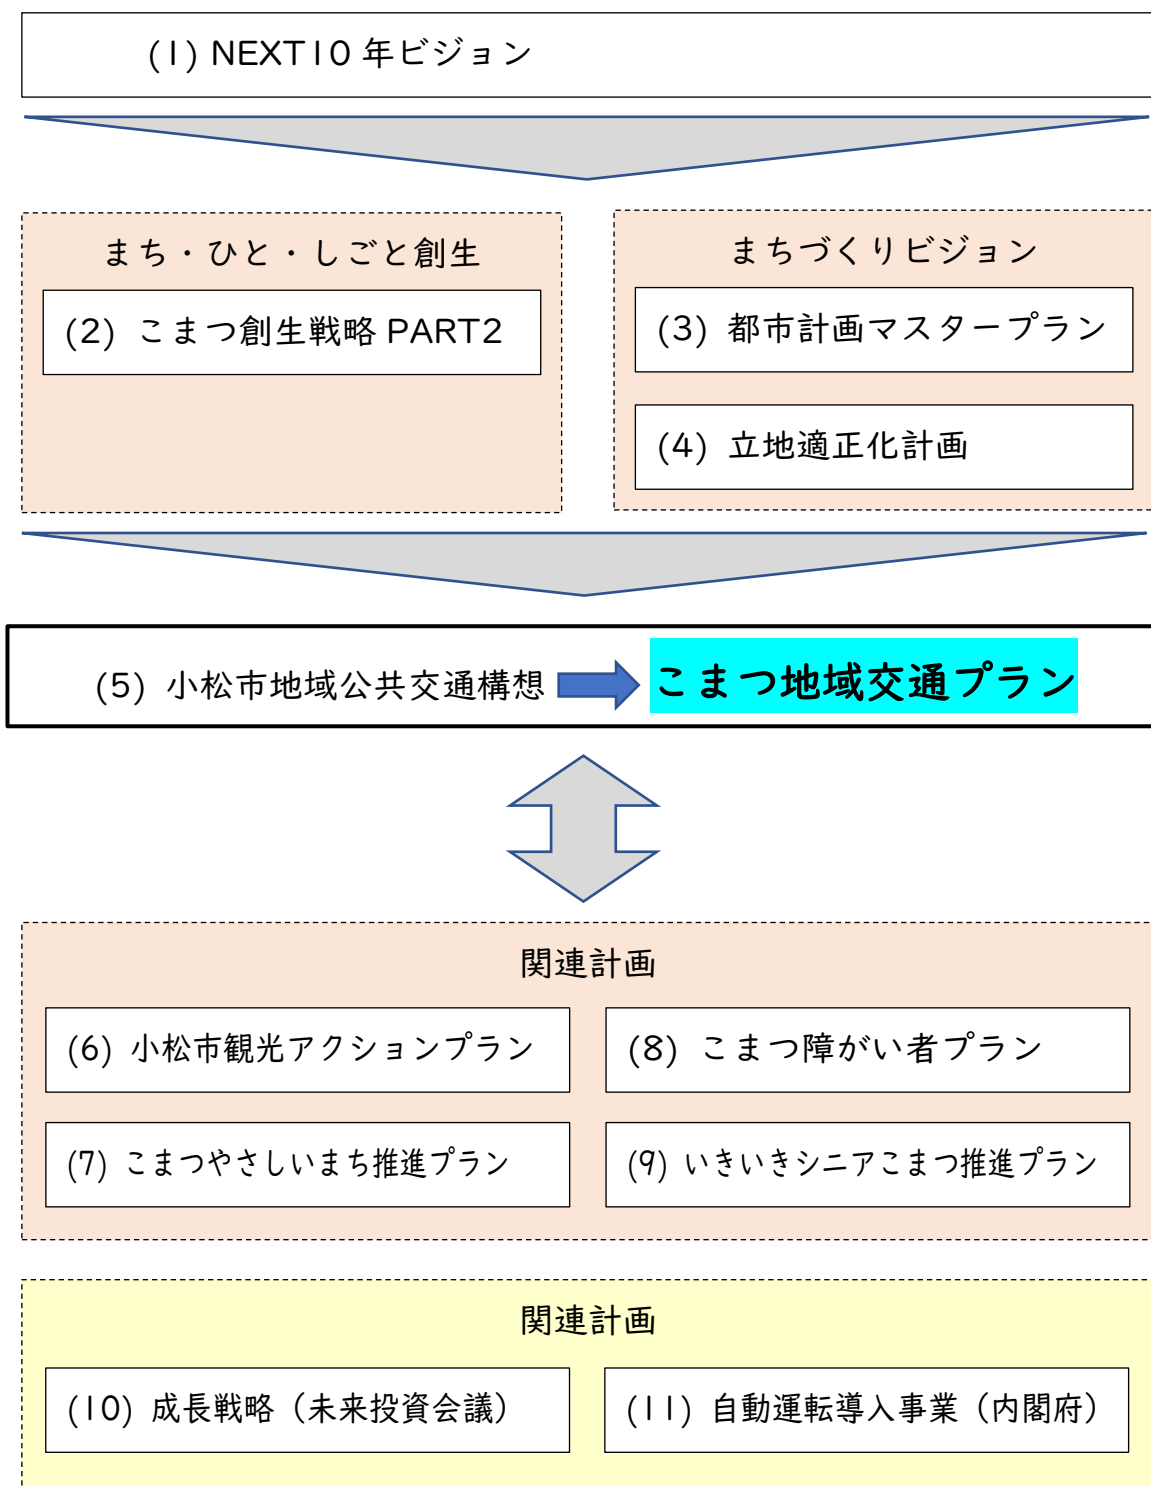 (1) NEXT10年ビジョン
まち・ひと・しごと創生
(2) こまつ創生戦略 PART2
まちづくりビジョン
(3) 都市計画マスタープラン
(4) 立地適正化計画
(5) 小松市地域公共交通構想 こまつ地域交通プラン
関連計画
(6) 小松市観光アクションプラン
(8) こまつ障がい者プラン
(7) こまつやさしいまち推進プラン
(9) いきいきシニアこまつ推進プラン
関連計画
(10) 成長戦略（未来投資会議）
(11) 自動運転導入事業（内閣府）